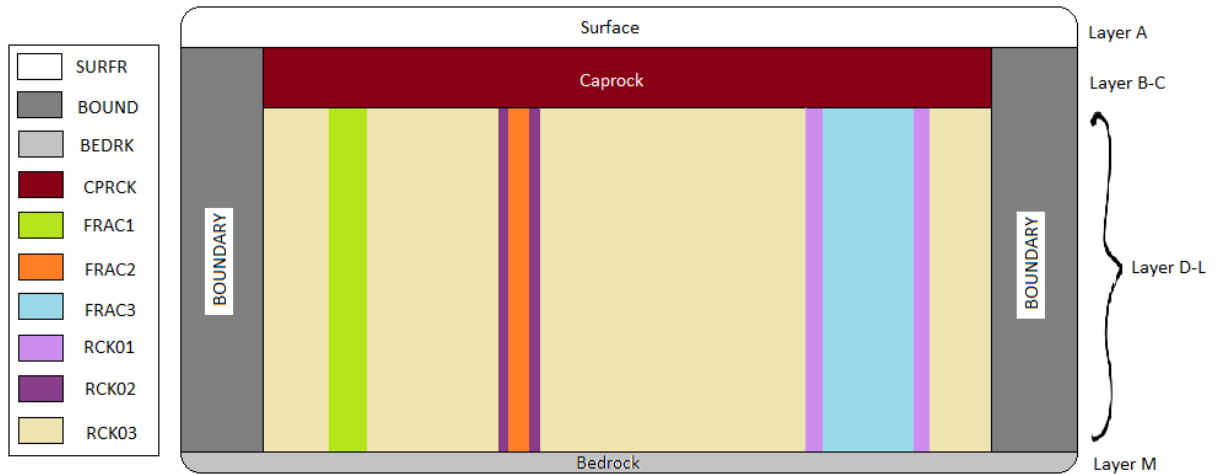 SURFR
BOUND
BEDRK
CPRCK
FRAC1
FRAC2
FRAC3
RCK01
RCK02
RCK03
Surface
Caprock
BOUNDARY
BOUNDARY
Bedrock
Layer A
Layer B-C
Layer D-L
Layer M